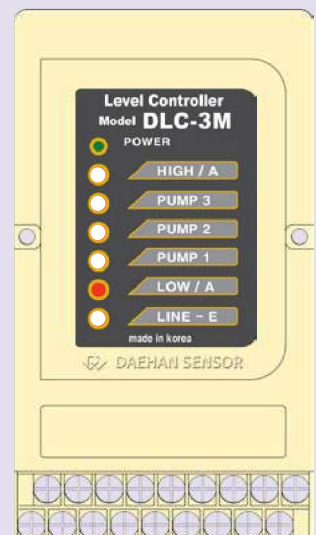 Level Controller
Model DLC-3M
POWER
HIGH / A
PUMP 3
PUMP 2
PUMP 1
LOW / A
LINE - E
made in korea
DAEHAN SENSOR